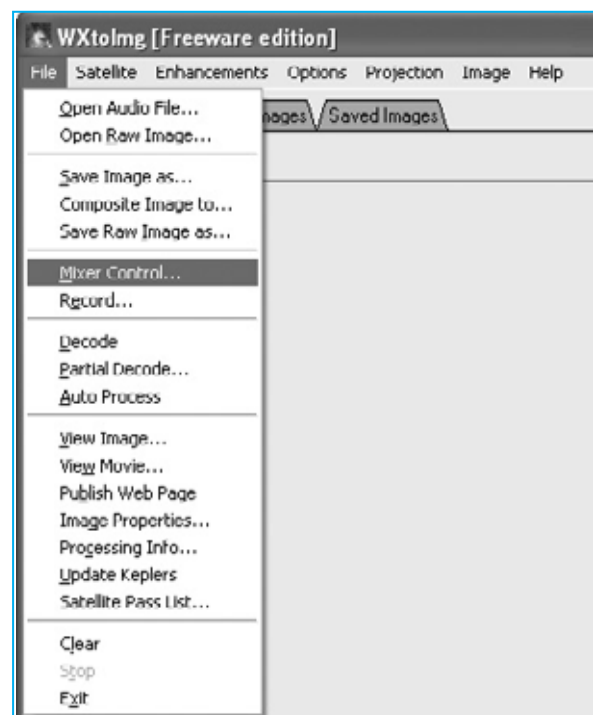 WXtoImg [Freeware edition]
File Satellite Enhancements Options Projection Image Help
Open Audio File...
Saved Images
Open Raw Image...
Save Image as...
Composite Image to...
Save Raw Image as...
Mixer Control...
Record...
Decode
Partial Decode...
Auto Process
View Image...
View Movie...
Publish Web Page
Image Properties...
Processing Info...
Update Keplers
Satellite Pass List...
Clear
Stop
Exit